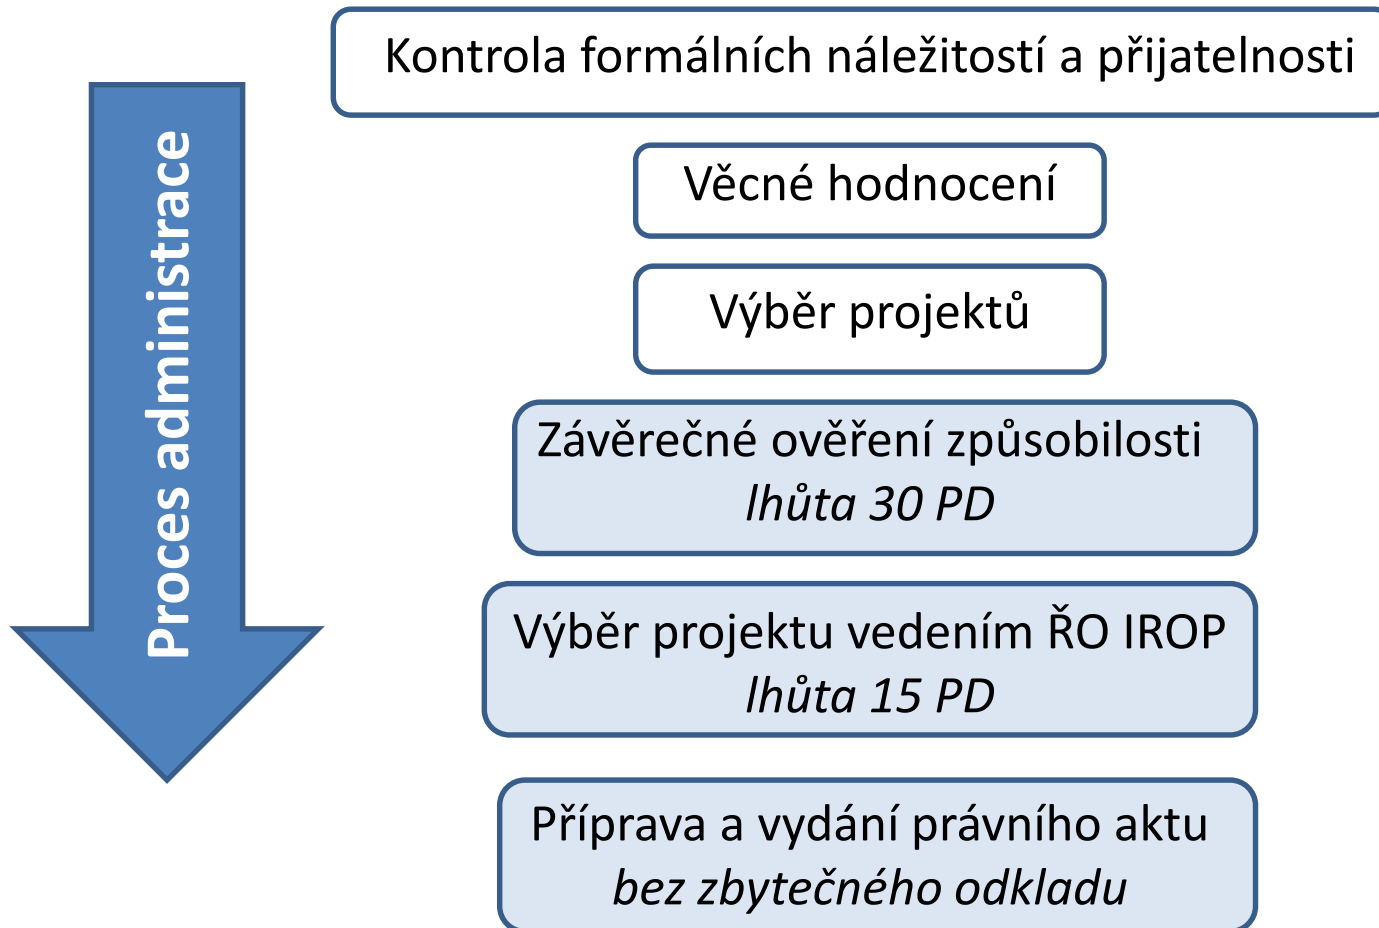 Kontrola formálních náležitostí a přijatelnosti
Proces administrace
Věcné hodnocení
Výběr projektů
Závěrečné ověření způsobilosti
lhůta 30 PD
Výběr projektu vedením ŘO IROP
lhůta 15 PD
Příprava a vydání právního aktu
bez zbytečného odkladu